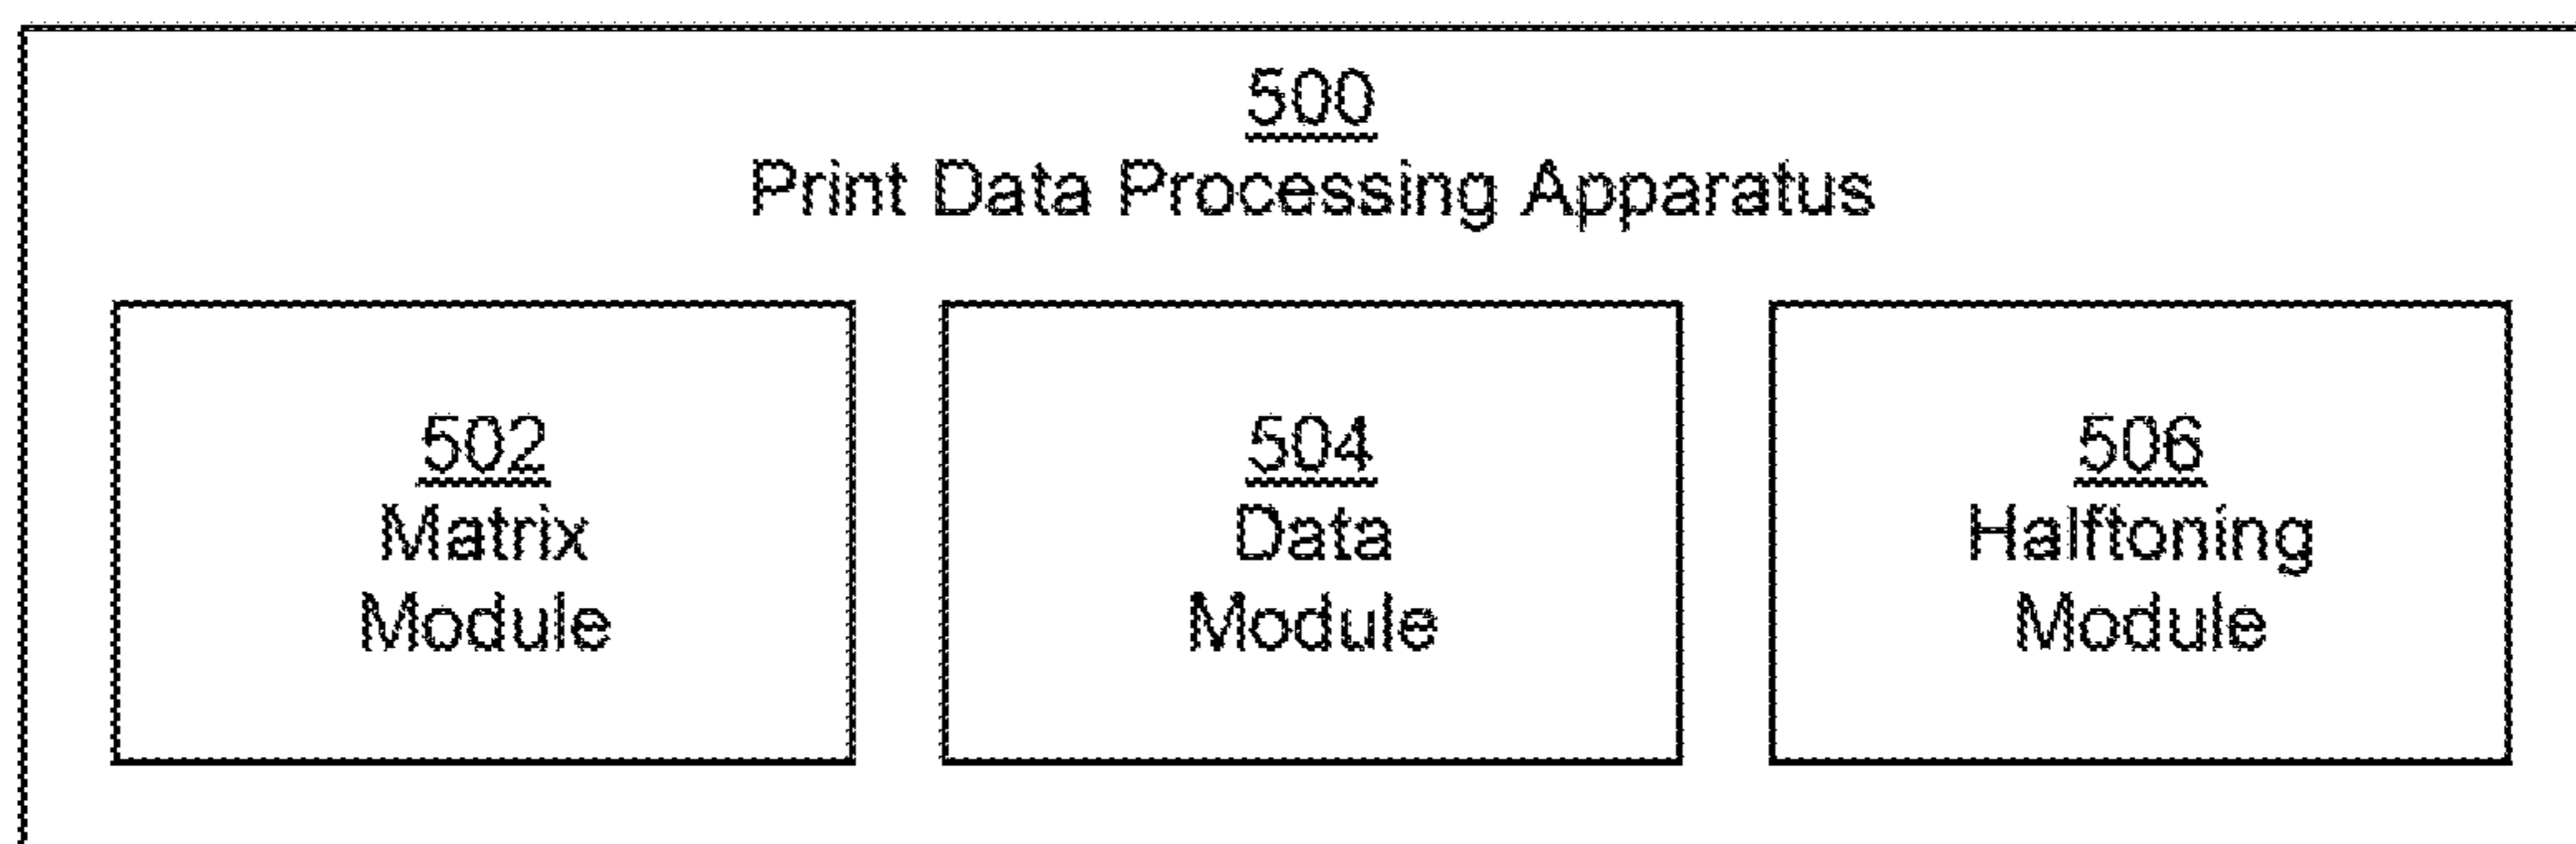 500
Print Data Processing Apparatus
502
Matrix
Module
504
Data
Module
506
Halftoning
Module